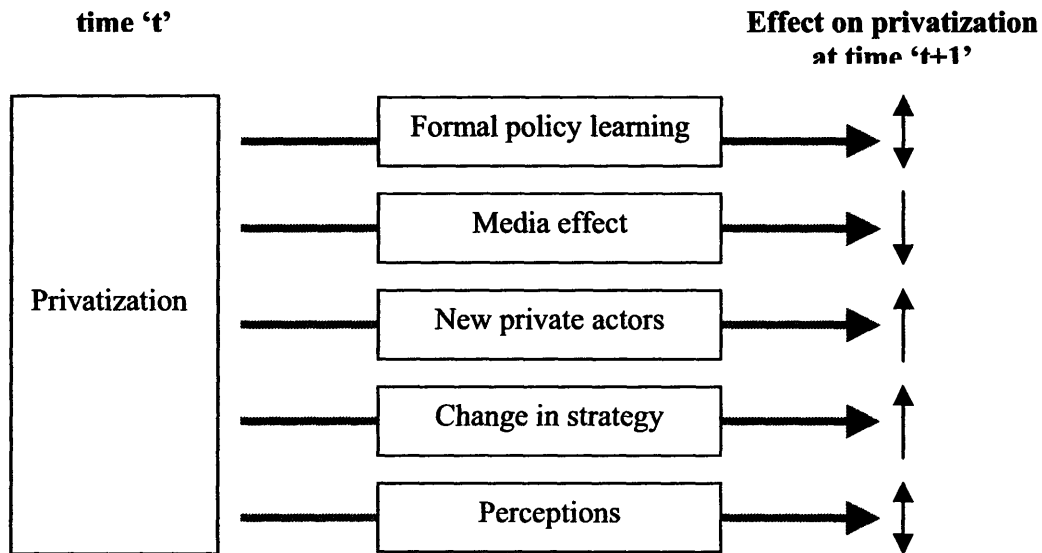 time ‘t’
Effect on privatization
at time ‘t+1’
Formal policy learning
Media effect
Privatization
New private actors
Change in strategy
Perceptions